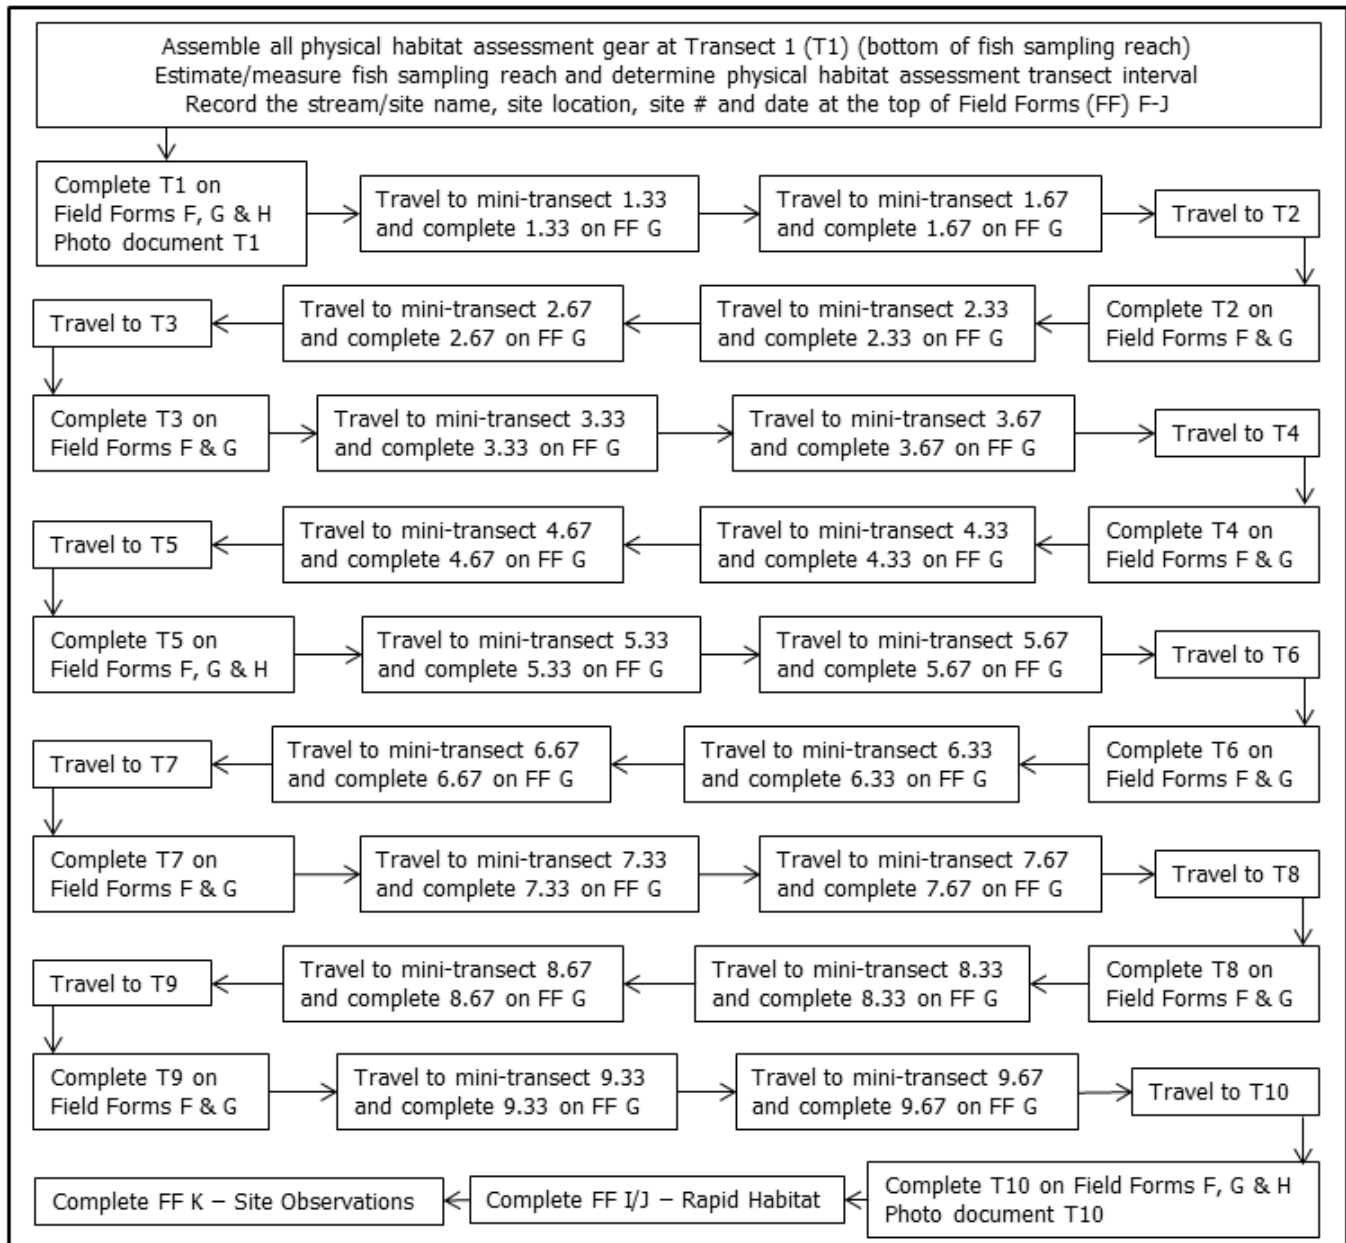 Assemble all physical habitat assessment gear at Transect 1 (T1) (bottom of fish sampling reach)
Estimate/measure fish sampling reach and determine physical habitat assessment transect interval
Record the stream/site name, site location, site # and date at the top of Field Forms (FF) F-J
Complete T1 on
Field Forms F, G & H
Photo document T1
Travel to mini-transect 1.33
and complete 1.33 on FF G
Travel to mini-transect 1.67
and complete 1.67 on FF G
Travel to T2
Complete T2 on
Field Forms F & G
Travel to mini-transect 2.33
and complete 2.33 on FF G
Travel to mini-transect 2.67
and complete 2.67 on FF G
Travel to T3
Complete T3 on
Field Forms F & G
Travel to mini-transect 3.33
and complete 3.33 on FF G
Travel to mini-transect 3.67
and complete 3.67 on FF G
Travel to T4
Complete T4 on
Field Forms F & G
Travel to mini-transect 4.33
and complete 4.33 on FF G
Travel to mini-transect 4.67
and complete 4.67 on FF G
Travel to T5
Complete T5 on
Field Forms F, G & H
Travel to mini-transect 5.33
and complete 5.33 on FF G
Travel to mini-transect 5.67
and complete 5.67 on FF G
Travel to T6
Complete T6 on
Field Forms F & G
Travel to mini-transect 6.33
and complete 6.33 on FF G
Travel to mini-transect 6.67
and complete 6.67 on FF G
Travel to T7
Complete T7 on
Field Forms F & G
Travel to mini-transect 7.33
and complete 7.33 on FF G
Travel to mini-transect 7.67
and complete 7.67 on FF G
Travel to T8
Complete T8 on
Field Forms F & G
Travel to mini-transect 8.33
and complete 8.33 on FF G
Travel to mini-transect 8.67
and complete 8.67 on FF G
Travel to T9
Complete T9 on
Field Forms F & G
Travel to mini-transect 9.33
and complete 9.33 on FF G
Travel to mini-transect 9.67
and complete 9.67 on FF G
Travel to T10
Complete T10 on Field Forms F, G & H
Photo document T10
Complete FF I/J – Rapid Habitat
Complete FF K – Site Observations